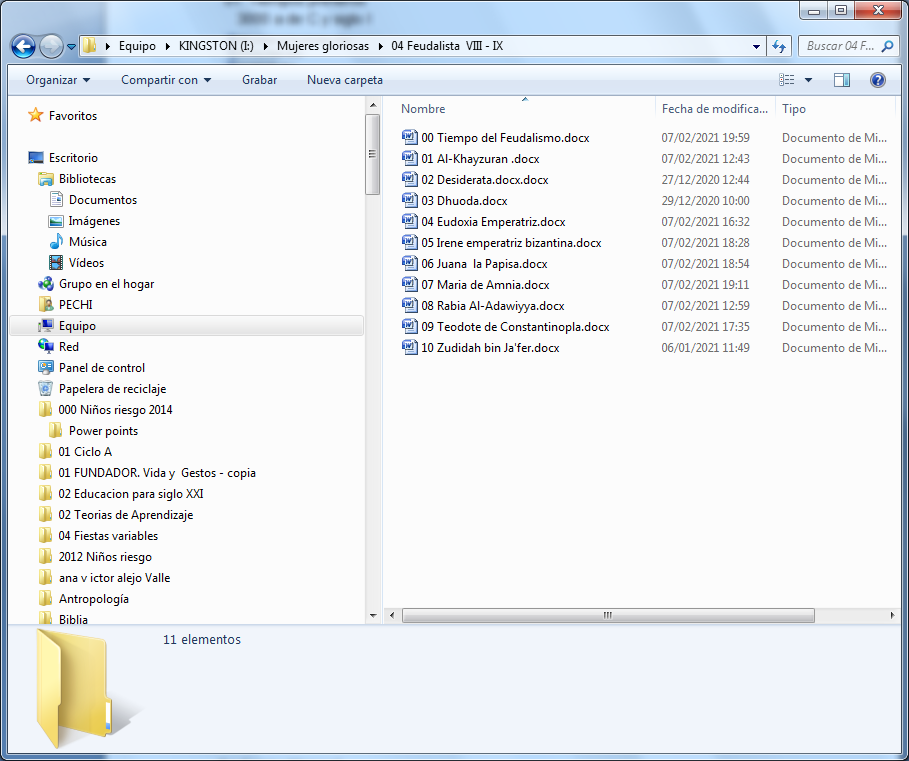 Equipo ▸ KINGSTON (I:) ▸ Mujeres gloriosas ▸ 04 Feudalista VIII - IX
Buscar 04 F...
Organizar Compartir con Grabar Nueva carpeta
Favoritos
Escritorio
Bibliotecas
Documentos
Imágenes
Música
Vídeos
Grupo en el hogar
PECHI
Equipo
Red
Panel de control
Papelera de reciclaje
000 Niños riesgo 2014
Power points
01 Ciclo A
01 FUNDADOR. Vida y Gestos - copia
02 Educacion para siglo XXI
02 Teorias de Aprendizaje
04 Fiestas variables
2012 Niños riesgo
ana v ictor alejo Valle
Antropología
Biblia
Nombre Fecha de modifica... Tipo
00 Tiempo del Feudalismo.docx 07/02/2021 19:59 Documento de Mi...
01 Al-Khayzuran .docx 07/02/2021 12:43 Documento de Mi...
02 Desiderata.docx.docx 27/12/2020 12:44 Documento de Mi...
03 Dhuoda.docx 29/12/2020 10:00 Documento de Mi...
04 Eudoxia Emperatriz.docx 07/02/2021 16:32 Documento de Mi...
05 Irene emperatriz bizantina.docx 07/02/2021 18:28 Documento de Mi...
06 Juana la Papisa.docx 07/02/2021 18:54 Documento de Mi...
07 Maria de Amnia.docx 07/02/2021 19:11 Documento de Mi...
08 Rabia Al-Adawiyya.docx 07/02/2021 12:59 Documento de Mi...
09 Teodote de Constantinopla.docx 07/02/2021 17:35 Documento de Mi...
10 Zudidah bin Ja'fer.docx 06/01/2021 11:49 Documento de Mi...
11 elementos